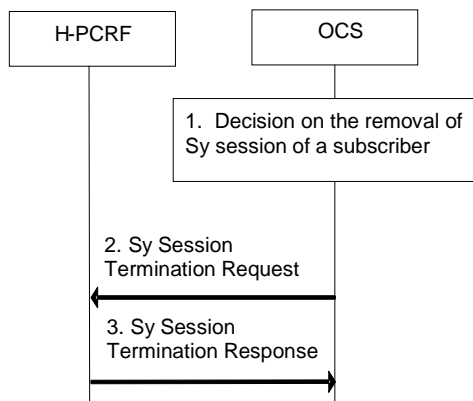 H-PCRF
OCS
1. Decision on the removal of
Sy session of a subscriber
2. Sy Session
Termination Request
3. Sy Session
Termination Response